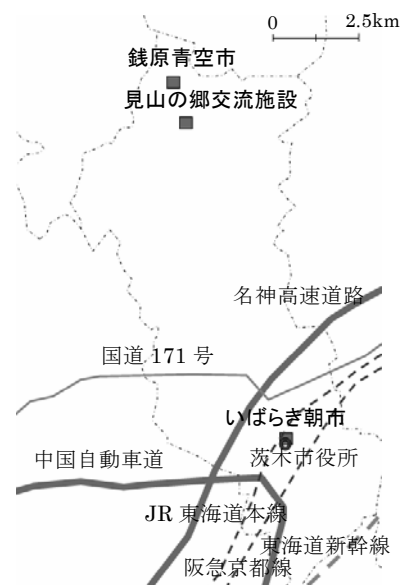 0 2.5km
銭原青空市
見山の郷交流施設
名神高速道路
国道 171 号
いばらぎ朝市
中国自動車道
茨木市役所
JR 東海道本線
東海道新幹線
阪急京都線